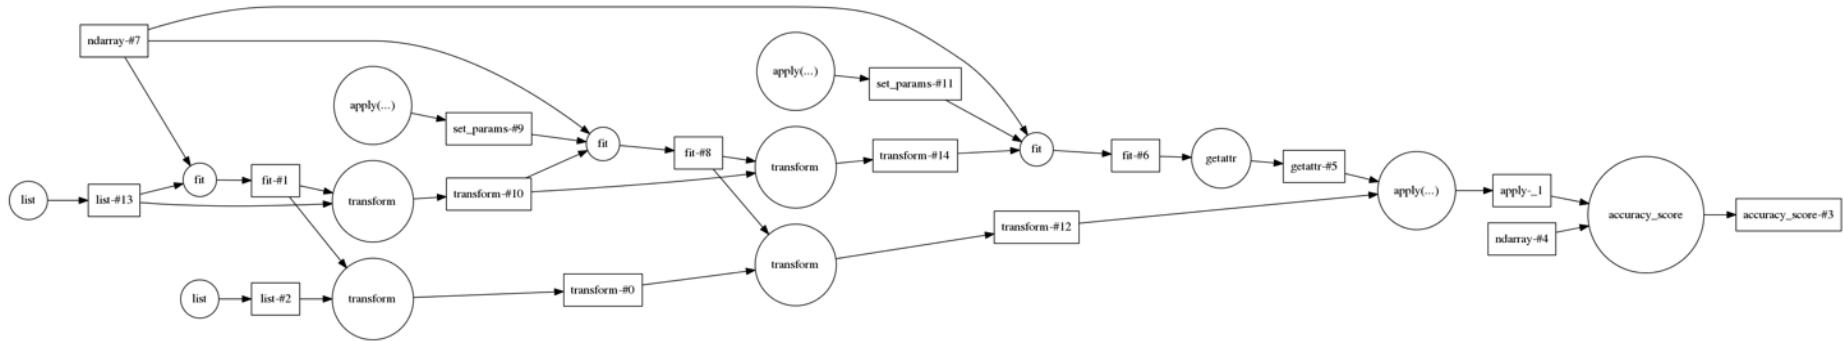 ndarray-#7
apply(...)
set_params-#11
apply(...)
set_params-#9
fit
fit-#8
transform
transform-#14
fit
fit-#6
getattr
getattr-#5
apply(...)
apply-_1
accuracy_score
accuracy_score-#3
ndarray-#4
list
list-#13
fit
fit-#1
transform
transform-#10
transform-#12
transform
list
list-#2
transform
transform-#0